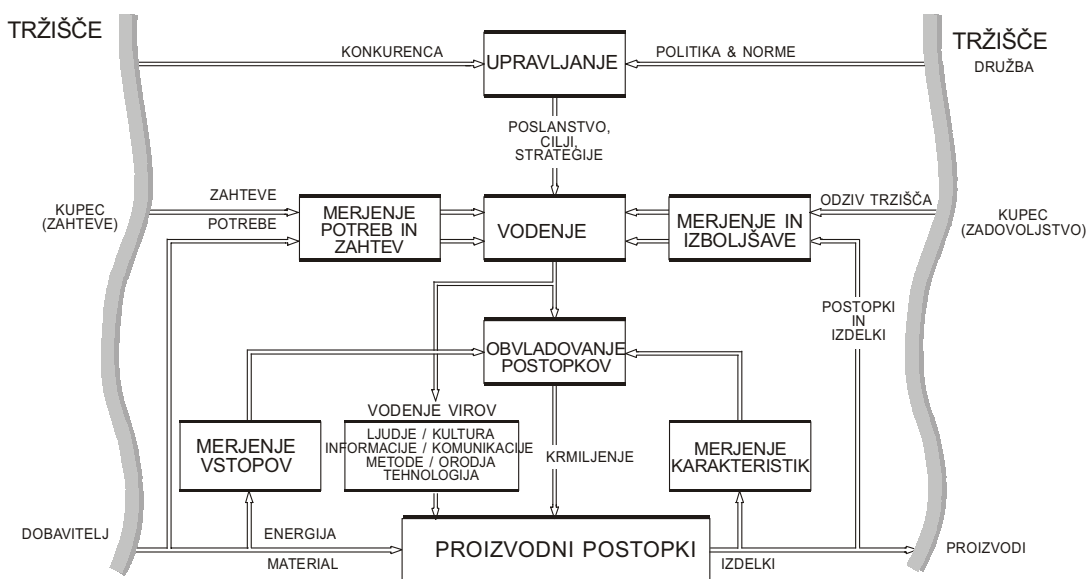 TRŽIŠČE
KONKURENCA
UPRAVLJANJE
POLITIKA & NORME
TRŽIŠČE
DRUŽBA
POSLANSTVO,
CILJI,
STRATEGIJE
KUPEC
(ZAHTEVE)
ZAHTEVE
POTREBE
MERJENJE
POTREB IN
ZAHTEV
VODENJE
MERJENJE IN
IZBOLJŠAVE
ODZIV TRZIŠČA
KUPEC
(ZADOVOLJSTVO)
POSTOPKI
IN
IZDELKI
OBVLADOVANJE
POSTOPKOV
MERJENJE
VSTOPOV
VODENJE VIROV
LJUDJE / KULTURA
INFORMACIJE / KOMUNIKACIJE
METODE / ORODJA
TEHNOLOGIJA
KRMILJENJE
MERJENJE
KARAKTERISTIK
DOBAVITELJ
ENERGIJA
MATERIAL
PROIZVODNI POSTOPKI
IZDELKI
PROIZVODI